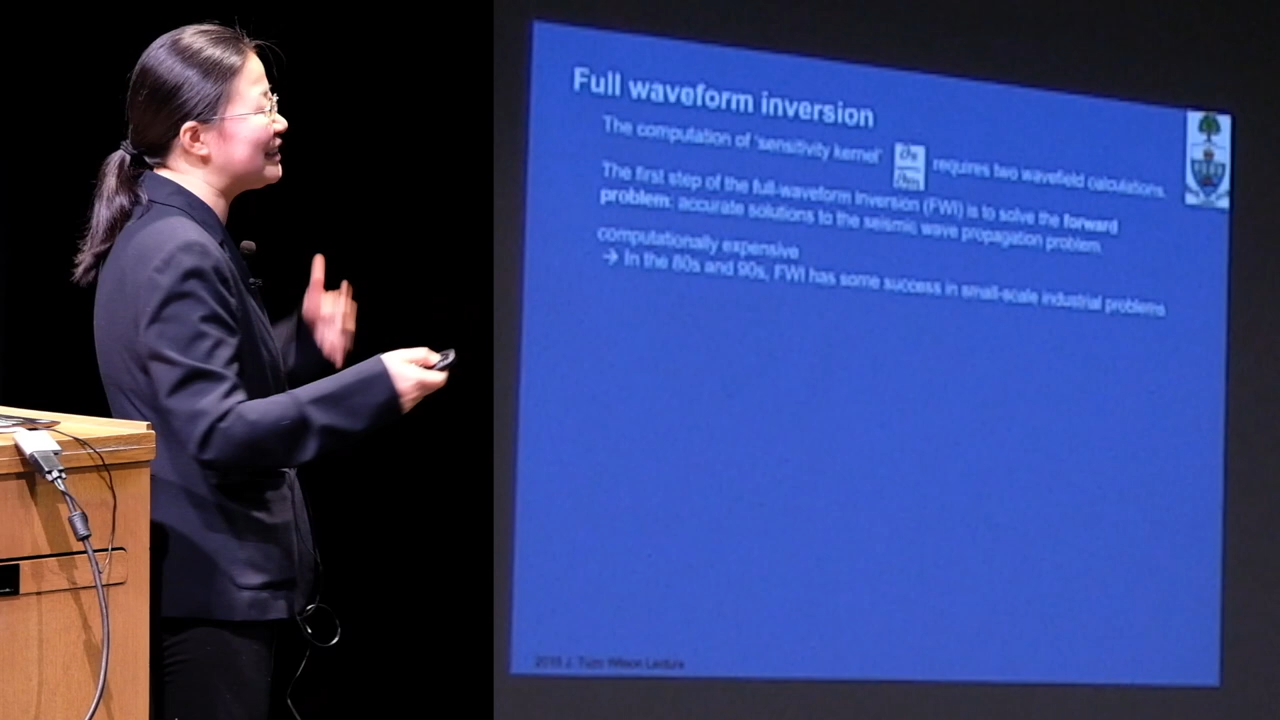 Full waveform inversion
The computation of 'sensitivity kernel' requires two wavefield calculations.
The first step of the full-waveform inversion (FWI) is to solve the forward
problem: accurate solutions to the seismic wave propagation problem.
computationally expensive
→ In the 80s and 90s, FWI has some success in small-scale industrial problems
J. Tuzo Wilson Lecture